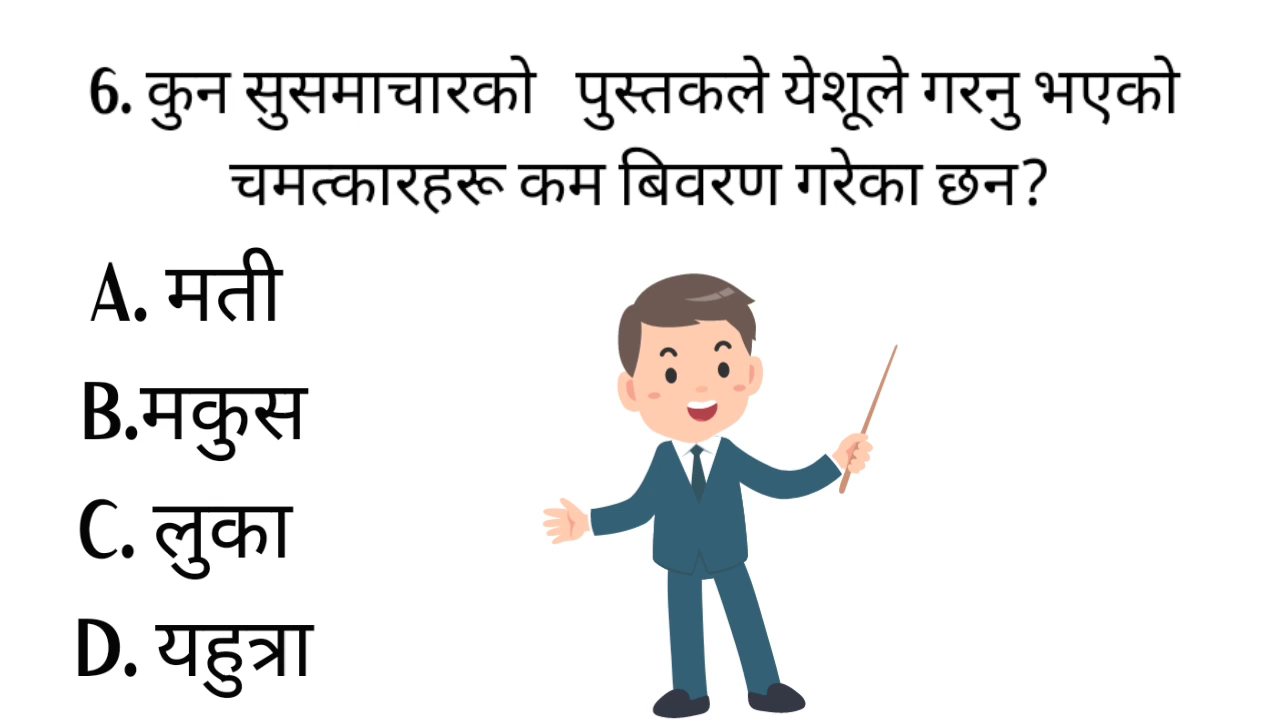 6. कुन सुसमाचारको पुस्तकले येशूले गरनु भएको
चमत्कारहरू कम बिवरण गरेका छन?
A. मती
B.मकुस
C. लुका
D. यहुत्रा